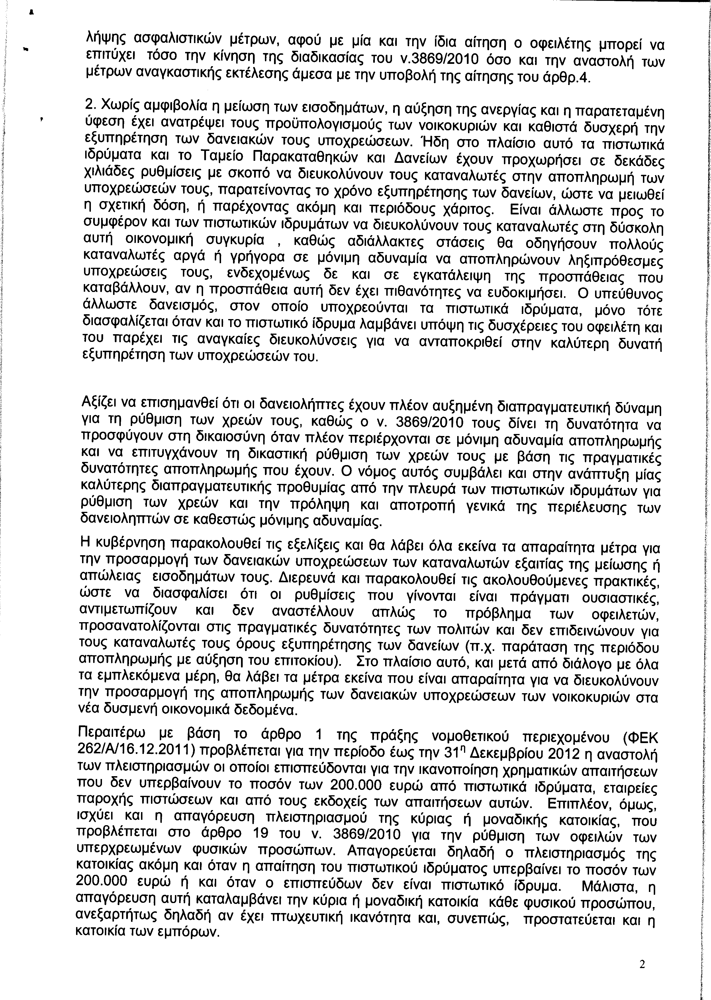 λήψης ασφαλιστικών μέτρων, αφού με μία και την ίδια αίτηση ο οφειλέτης μπορεί να
επιτύχει τόσο την κίνηση της διαδικασίας του ν.3869/2010 όσο και την αναστολή των
μέτρων αναγκαστικής εκτέλεσης άμεσα με την υποβολή της αίτησης του άρθρ.4.
2. Χωρίς αμφιβολία η μείωση των εισοδημάτων, η αύξηση της ανεργίας και η παρατεταμένη
ύφεση έχει ανατρέψει τους προϋπολογισμούς των νοικοκυριών και καθιστά δυσχερή την
εξυπηρέτηση των δανειακών τους υποχρεώσεων. Ήδη στο πλαίσιο αυτό τα πιστωτικά
ιδρύματα και το Ταμείο Παρακαταθηκών και Δανείων έχουν προχωρήσει σε δεκάδες
χιλιάδες ρυθμίσεις με σκοπό να διευκολύνουν τους καταναλωτές στην αποπληρωμή των
υποχρεώσεών τους, παρατείνοντας το χρόνο εξυπηρέτησης των δανείων, ώστε να μειωθεί
η σχετική δόση, ή παρέχοντας ακόμη και περιόδους χάριτος. Είναι άλλωστε προς το
συμφέρον και των πιστωτικών ιδρυμάτων να διευκολύνουν τους καταναλωτές στη δύσκολη
αυτή οικονομική συγκυρία , καθώς αδιάλλακτες στάσεις θα οδηγήσουν πολλούς
καταναλωτές αργά ή γρήγορα σε μόνιμη αδυναμία να αποπληρώνουν ληξιπρόθεσμες
υποχρεώσεις τους, ενδεχομένως δε και σε εγκατάλειψη της προσπάθειας που
καταβάλλουν, αν η προσπάθεια αυτή δεν έχει πιθανότητες να ευδοκιμήσει. Ο υπεύθυνος
άλλωστε δανεισμός, στον οποίο υποχρεούνται τα πιστωτικά ιδρύματα, μόνο τότε
διασφαλίζεται όταν και το πιστωτικό ίδρυμα λαμβάνει υπόψη τις δυσχέρειες του οφειλέτη και
του παρέχει τις αναγκαίες διευκολύνσεις για να ανταποκριθεί στην καλύτερη δυνατή
εξυπηρέτηση των υποχρεώσεών του.
Αξίζει να επισημανθεί ότι οι δανειολήπτες έχουν πλέον αυξημένη διαπραγματευτική δύναμη
για τη ρύθμιση των χρεών τους, καθώς ο ν. 3869/2010 τους δίνει τη δυνατότητα να
προσφύγουν στη δικαιοσύνη όταν πλέον περιέρχονται σε μόνιμη αδυναμία αποπληρωμής
και να επιτυγχάνουν τη δικαστική ρύθμιση των χρεών τους με βάση τις πραγματικές
δυνατότητες αποπληρωμής που έχουν. Ο νόμος αυτός συμβάλει και στην ανάπτυξη μίας
καλύτερης διαπραγματευτικής προθυμίας από την πλευρά των πιστωτικών ιδρυμάτων για
ρύθμιση των χρεών και την πρόληψη και αποτροπή γενικά της περιέλευσης των
δανειοληπτών σε καθεστώς μόνιμης αδυναμίας.
Η κυβέρνηση παρακολουθεί τις εξελίξεις και θα λάβει όλα εκείνα τα απαραίτητα μέτρα για
την προσαρμογή των δανειακών υποχρεώσεων των καταναλωτών εξαιτίας της μείωσης ή
απώλειας εισοδημάτων τους. Διερευνά και παρακολουθεί τις ακολουθούμενες πρακτικές,
ώστε να διασφαλίσει ότι οι ρυθμίσεις που γίνονται είναι πράγματι ουσιαστικές,
αντιμετωπίζουν και δεν αναστέλλουν απλώς το πρόβλημα των οφειλετών,
προσανατολίζονται στις πραγματικές δυνατότητες των πολιτών και δεν επιδεινώνουν για
τους καταναλωτές τους όρους εξυπηρέτησης των δανείων (π.χ. παράταση της περιόδου
αποπληρωμής με αύξηση του επιτοκίου). Στο πλαίσιο αυτό, και μετά από διάλογο με όλα
τα εμπλεκόμενα μέρη, θα λάβει τα μέτρα εκείνα που είναι απαραίτητα για να διευκολύνουν
την προσαρμογή της αποπληρωμής των δανειακών υποχρεώσεων των νοικοκυριών στα
νέα δυσμενή οικονομικά δεδομένα.
Περαιτέρω με βάση το άρθρο 1 της πράξης νομοθετικού περιεχομένου (ΦΕΚ
262/Α/16.12.2011) προβλέπεται για την περίοδο έως την 31η Δεκεμβρίου 2012 η αναστολή
των πλειστηριασμών οι οποίοι επισπεύδονται για την ικανοποίηση χρηματικών απαιτήσεων
που δεν υπερβαίνουν το ποσόν των 200.000 ευρώ από πιστωτικά ιδρύματα, εταιρείες
παροχής πιστώσεων και από τους εκδοχείς των απαιτήσεων αυτών. Επιπλέον, όμως,
ισχύει και η απαγόρευση πλειστηριασμού της κύριας ή μοναδικής κατοικίας, που
προβλέπεται στο άρθρο 19 του ν. 3869/2010 για την ρύθμιση των οφειλών των
υπερχρεωμένων φυσικών προσώπων. Απαγορεύεται δηλαδή ο πλειστηριασμός της
κατοικίας ακόμη και όταν η απαίτηση του πιστωτικού ιδρύματος υπερβαίνει το ποσόν των
200.000 ευρώ ή και όταν ο επισπεύδων δεν είναι πιστωτικό ίδρυμα. Μάλιστα, η
απαγόρευση αυτή καταλαμβάνει την κύρια ή μοναδική κατοικία κάθε φυσικού προσώπου,
ανεξαρτήτως δηλαδή αν έχει πτωχευτική ικανότητα και, συνεπώς, προστατεύεται και η
κατοικία των εμπόρων.
2